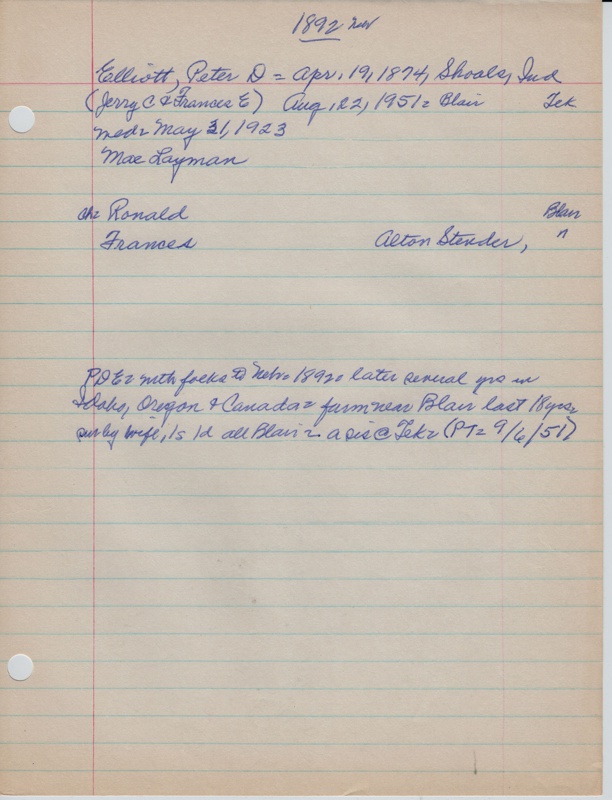 1892
Elliott, Peter D = Apr. 19, 1874, Shoals, Ind
(Jerry C & Frances E) Aug. 22, 1951 = Blair Tek
med = May 31, 1923
Mae Layman
ch = Ronald Blair
Frances Alton Stender, "
PDE = with folks to Nebr = 1892 = later several yrs in
Idaho, Oregon & Canada = farm near Blair last 18 yrs =
sur by wife, 1s 1d all Blair = a sis @ Tek = (PT = 9/6/51)